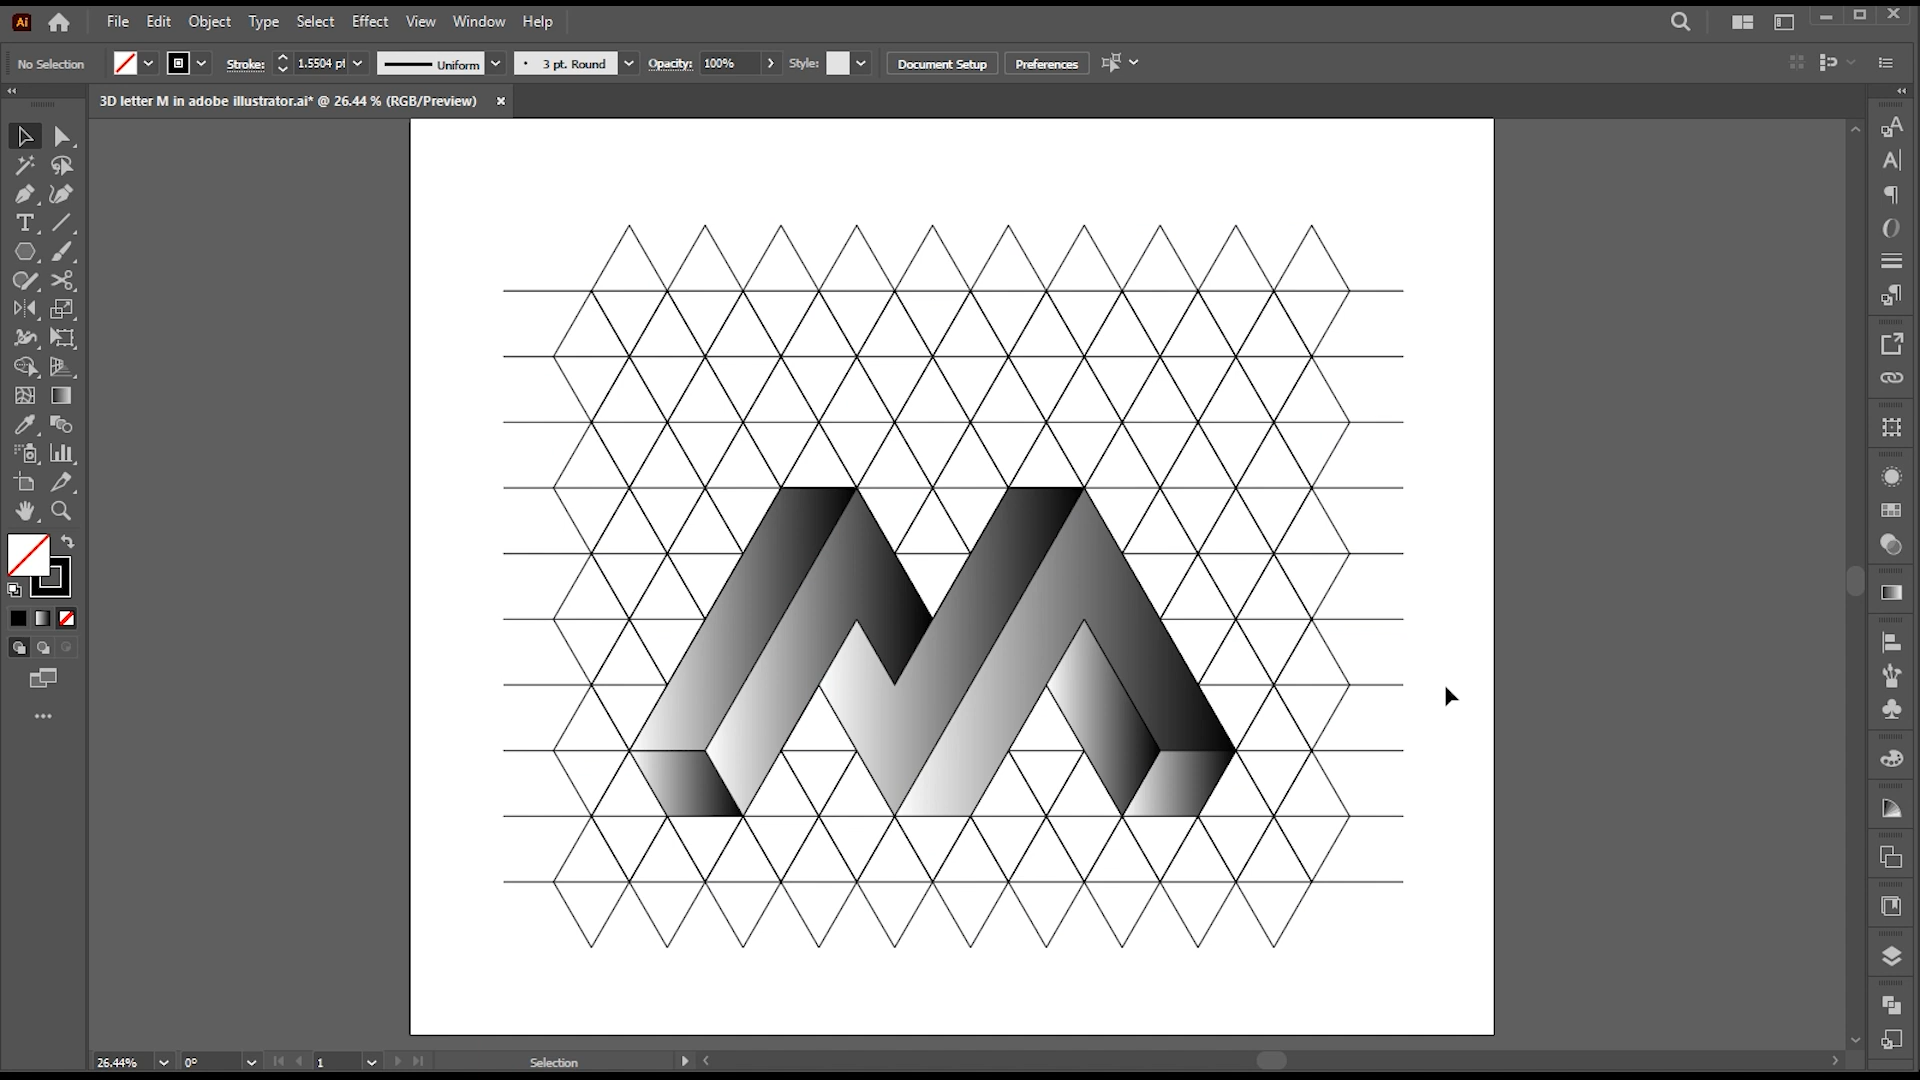 Ai File Edit Object Type Select Effect View Window Help
No Selection Stroke: 1.5504 pt Uniform 3 pt. Round Opacity: 100% Style: Document Setup Preferences
3D letter M in adobe illustrator.ai* @ 26.44 % (RGB/Preview)
26.44% 0° 1 Selection